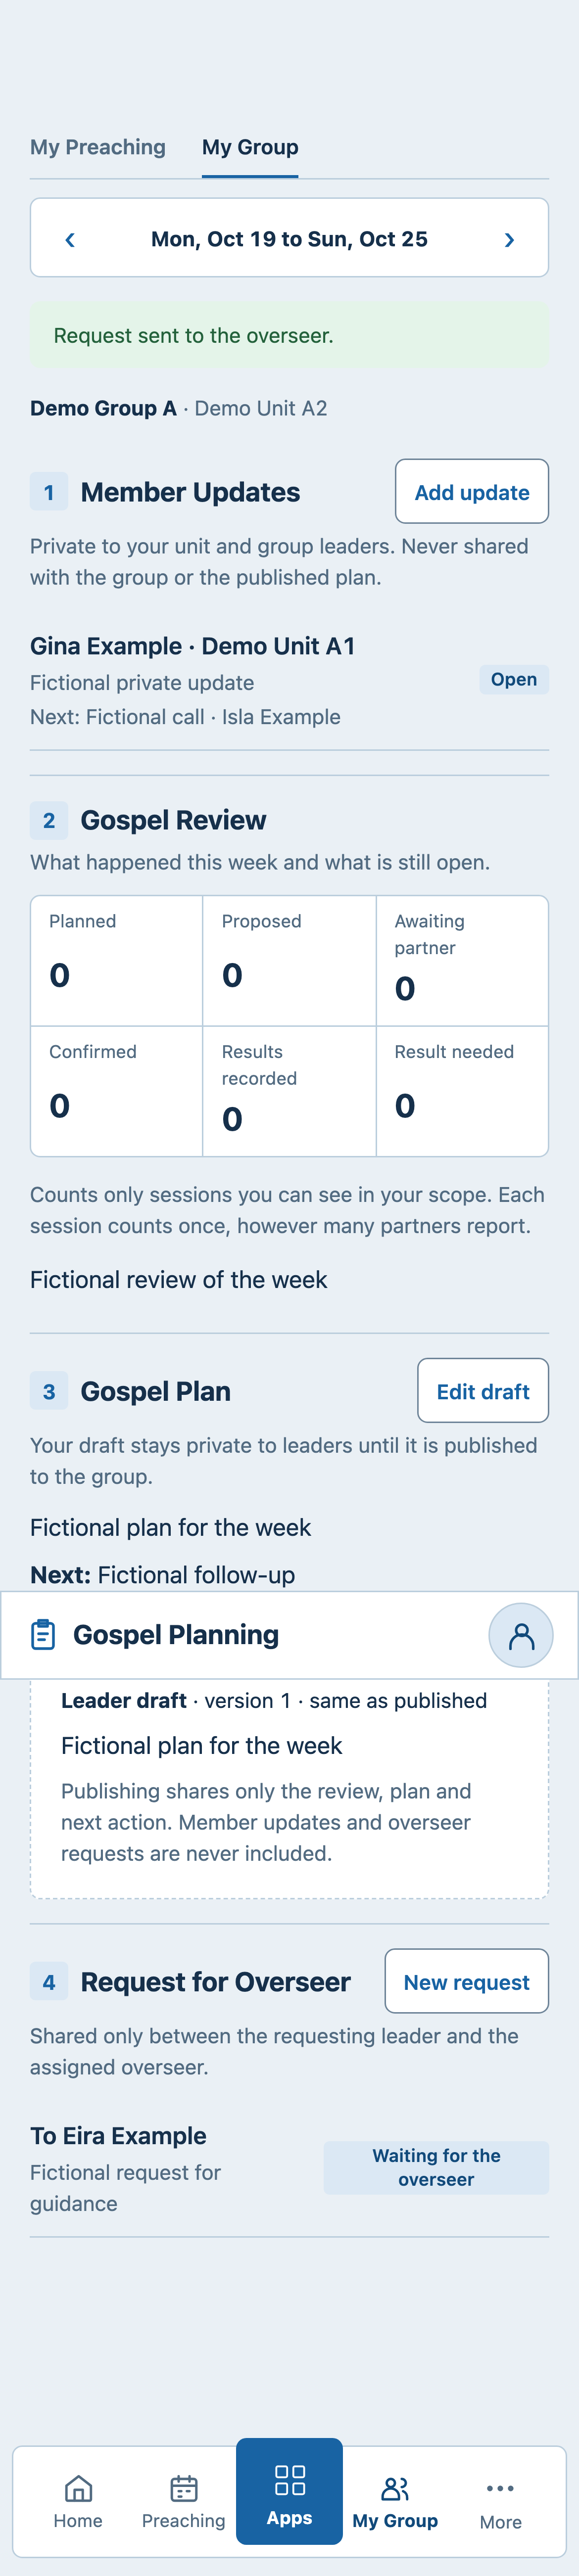 My Preaching My Group
‹ Mon, Oct 19 to Sun, Oct 25 ›
Request sent to the overseer.
Demo Group A · Demo Unit A2
1 Member Updates Add update
Private to your unit and group leaders. Never shared
with the group or the published plan.
Gina Example · Demo Unit A1
Fictional private update
Open
Next: Fictional call · Isla Example
2 Gospel Review
What happened this week and what is still open.
Planned
0
Proposed
0
Awaiting
partner
0
Confirmed
0
Results
recorded
0
Result needed
0
Counts only sessions you can see in your scope. Each
session counts once, however many partners report.
Fictional review of the week
3 Gospel Plan Edit draft
Your draft stays private to leaders until it is published
to the group.
Fictional plan for the week
Next: Fictional follow-up
Gospel Planning
Leader draft · version 1 · same as published
Fictional plan for the week
Publishing shares only the review, plan and
next action. Member updates and overseer
requests are never included.
4 Request for Overseer New request
Shared only between the requesting leader and the
assigned overseer.
To Eira Example
Fictional request for
guidance
Waiting for the
overseer
Home Preaching Apps My Group More